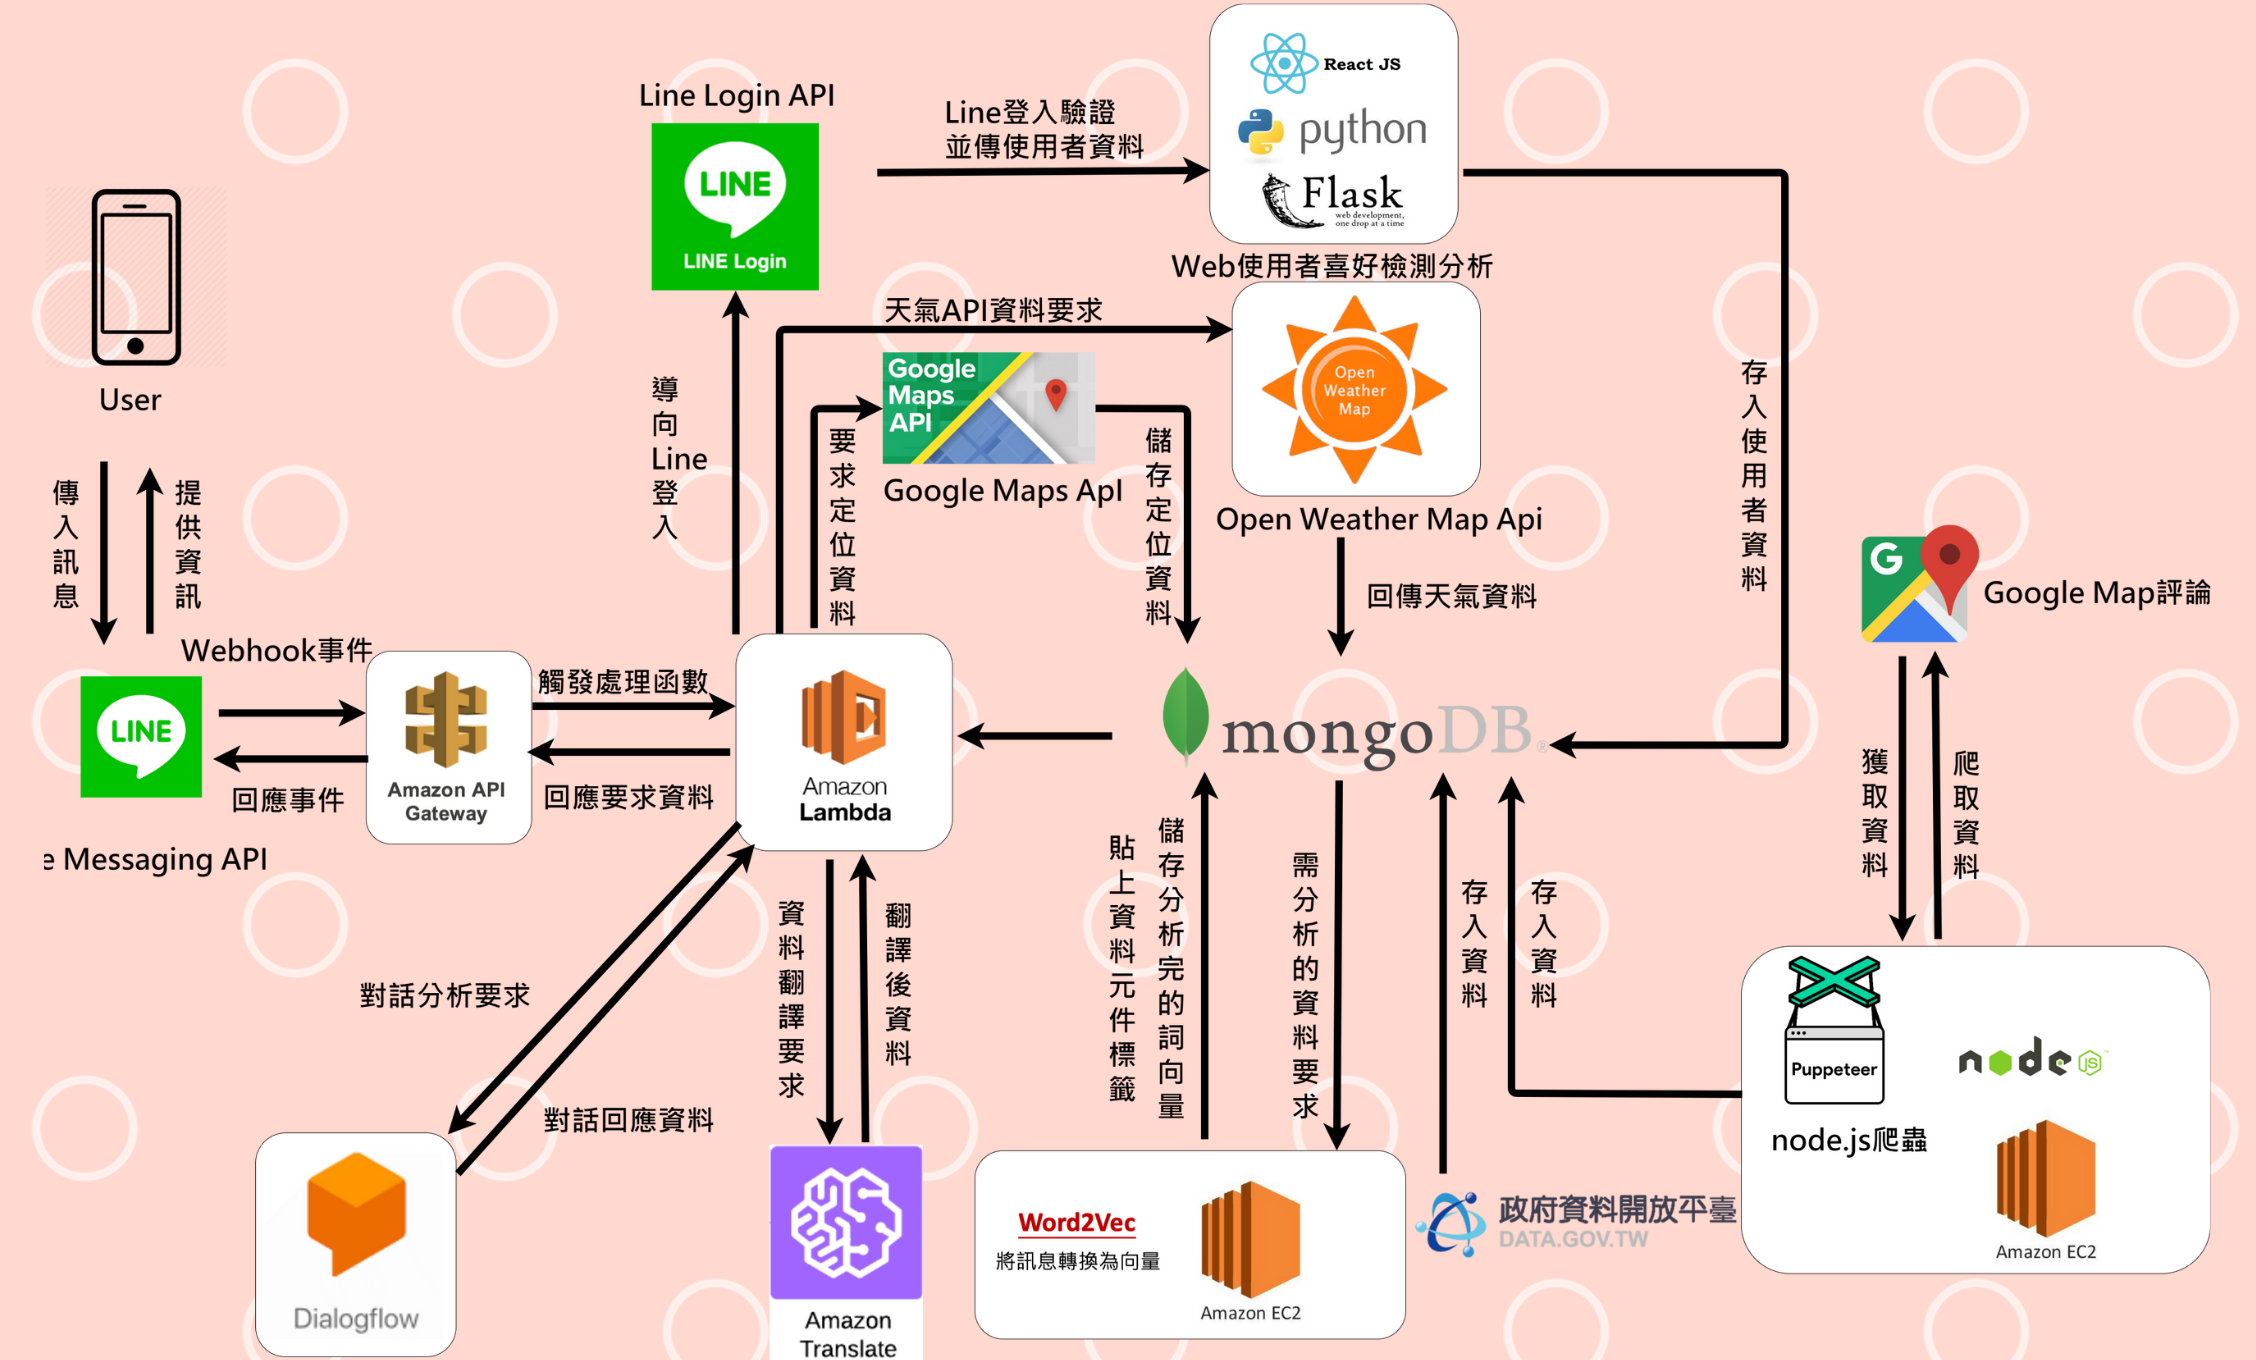 Line Login API
LINE
LINE Login
Line登入驗證
並傳使用者資料
React JS
python
Flask
web development,
one drop at a time
Web使用者喜好檢測分析
天氣API資料要求
Open
Weather
Map
Open Weather Map Api
Google
Maps
API
Google Maps ApI
User
傳入訊息
提供資訊
導向Line登入
要求定位資料
儲存定位資料
回傳天氣資料
存入使用者資料
G
Google Map評論
Webhook事件
LINE
回應事件
e Messaging API
Amazon API
Gateway
觸發處理函數
回應要求資料
Amazon
Lambda
mongoDB®
獲取資料
爬取資料
對話分析要求
對話回應資料
資料翻譯要求
翻譯後資料
貼上資料元件標籤
儲存分析完的詞向量
需分析的資料要求
存入資料
存入資料
Dialogflow
Amazon
Translate
Word2Vec
將訊息轉換為向量
Amazon EC2
政府資料開放平臺
DATA.GOV.TW
Puppeteer
node JS™
node.js爬蟲
Amazon EC2